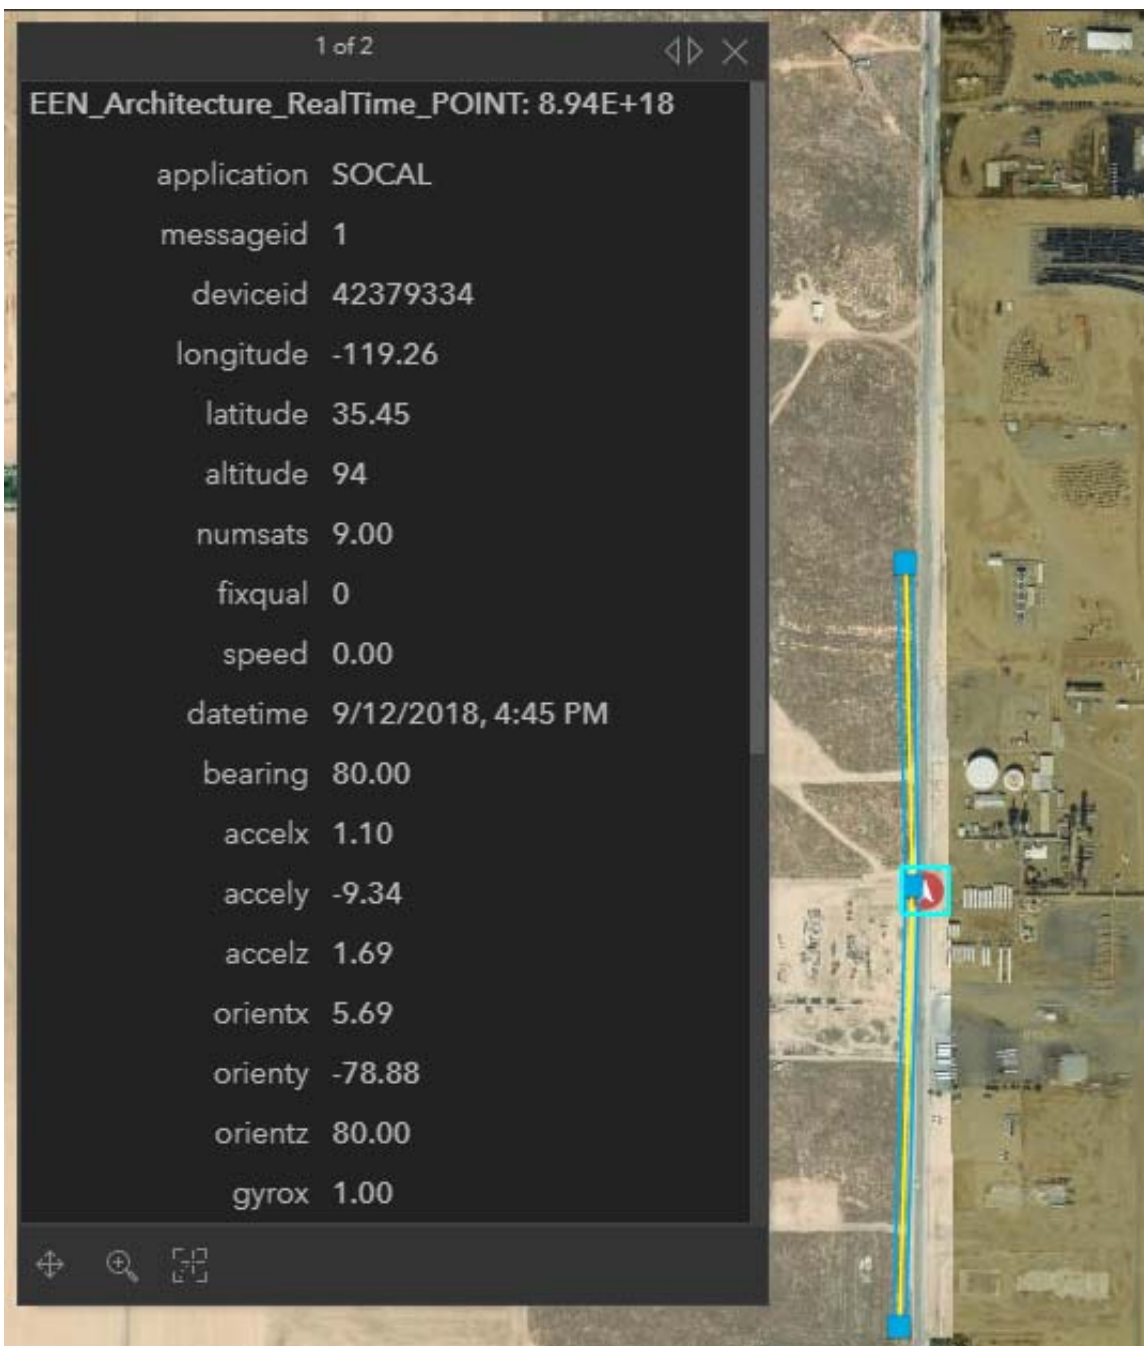 1 of 2
EEN_Architecture_RealTime_POINT: 8.94E+18
application SOCAL
messageid 1
deviceid 42379334
longitude -119.26
latitude 35.45
altitude 94
numsats 9.00
fixqual 0
speed 0.00
datetime 9/12/2018, 4:45 PM
bearing 80.00
accelx 1.10
accely -9.34
accelz 1.69
orientx 5.69
orienty -78.88
orientz 80.00
gyrox 1.00